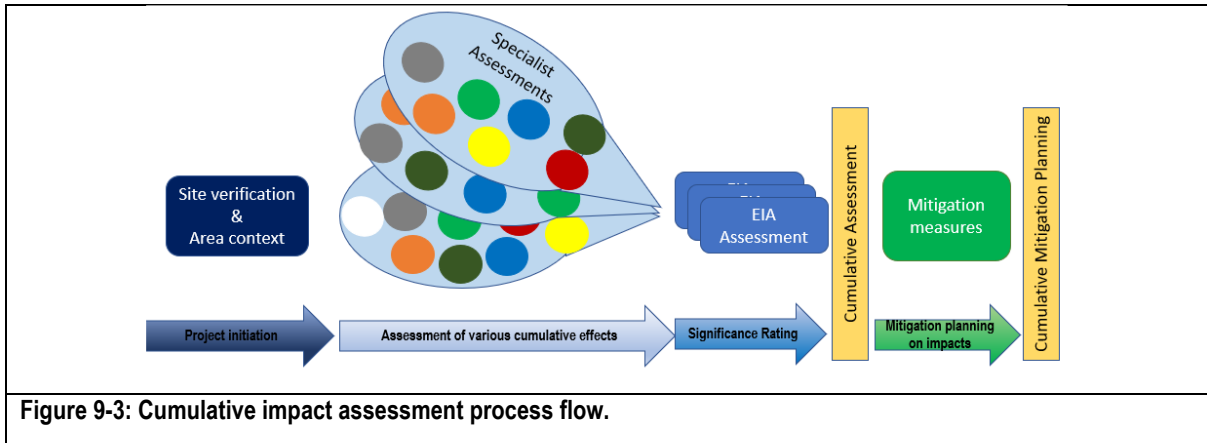 Specialist
Assessments
Site verification
&
Area context
EIA
Assessment
Cumulative Assessment
Mitigation
measures
Cumulative Mitigation Planning
Project initiation
Assessment of various cumulative effects
Significance Rating
Mitigation planning
on impacts
Figure 9-3: Cumulative impact assessment process flow.